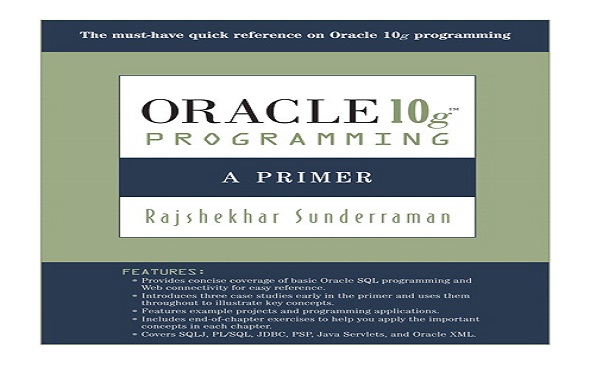 The must-have quick reference on Oracle 10g programming
ORACLE 10g™
PROGRAMMING
A PRIMER
Rajshekhar Sunderraman
FEATURES:
• Provides concise coverage of basic Oracle SQL programming and
Web connectivity for easy reference.
• Introduces three case studies early in the primer and uses them
throughout to illustrate key concepts.
• Features example projects and programming applications.
• Includes end-of-chapter exercises to help you apply the important
concepts in each chapter.
• Covers SQLJ, PL/SQL, JDBC, PSP, Java Servlets, and Oracle XML.